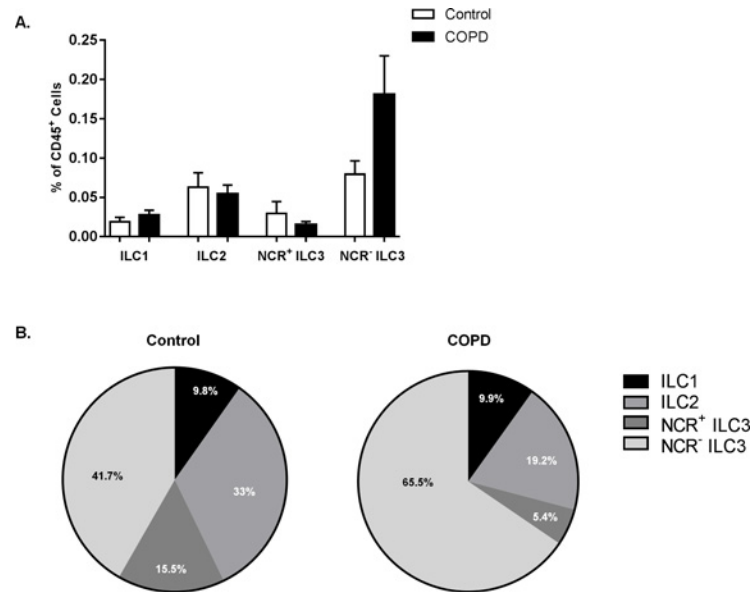 A.
Control
COPD
% of CD45⁺ Cells
0.25
0.20
0.15
0.10
0.05
0.00
ILC1
ILC2
NCR⁺ ILC3
NCR⁻ ILC3
B.
Control
COPD
9.8%
33%
15.5%
41.7%
9.9%
19.2%
5.4%
65.5%
ILC1
ILC2
NCR⁺ ILC3
NCR⁻ ILC3